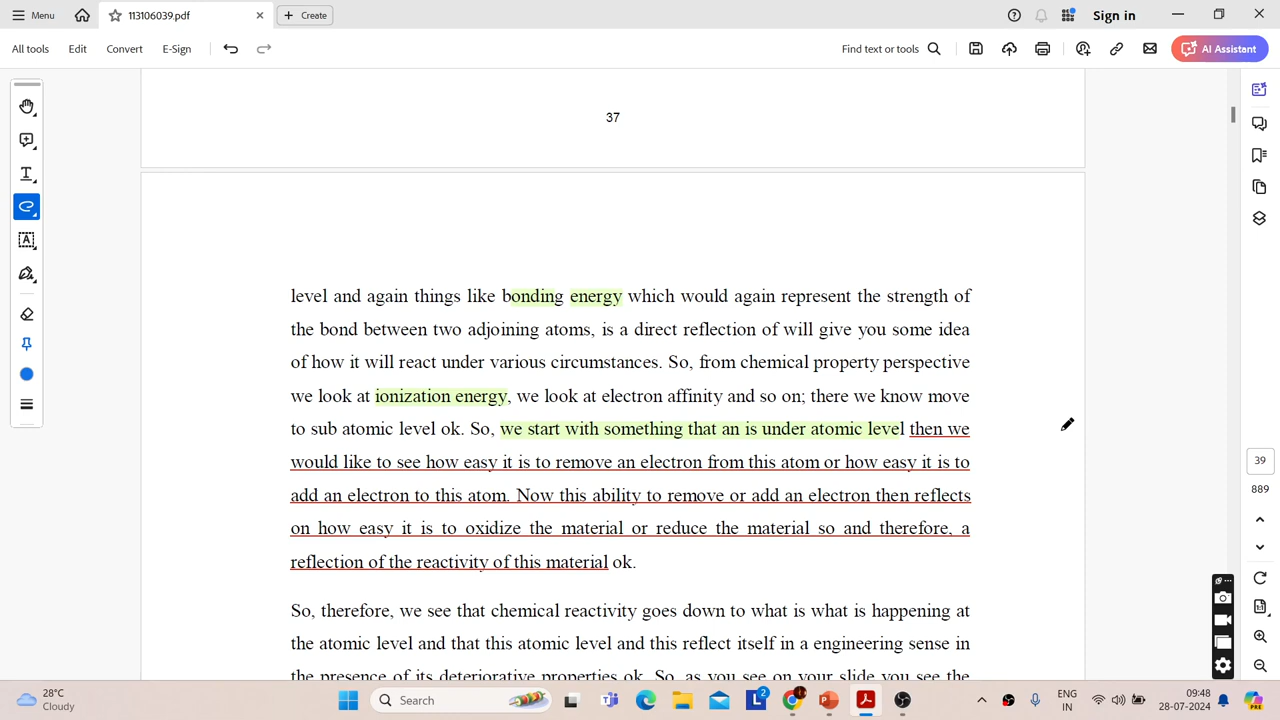 Menu
113106039.pdf
Create
Sign in
All tools
Edit
Convert
E-Sign
Find text or tools
AI Assistant
37
level and again things like bonding energy which would again represent the strength of
the bond between two adjoining atoms, is a direct reflection of will give you some idea
of how it will react under various circumstances. So, from chemical property perspective
we look at ionization energy, we look at electron affinity and so on; there we know move
to sub atomic level ok. So, we start with something that an is under atomic level then we
would like to see how easy it is to remove an electron from this atom or how easy it is to
add an electron to this atom. Now this ability to remove or add an electron then reflects
on how easy it is to oxidize the material or reduce the material so and therefore, a
reflection of the reactivity of this material ok.
So, therefore, we see that chemical reactivity goes down to what is what is happening at
the atomic level and that this atomic level and this reflect itself in a engineering sense in
the presence of its deteriorative properties ok. So, as you see on your slide you see the
39
889
28°C
Cloudy
Search
2
ENG
IN
09:48
28-07-2024